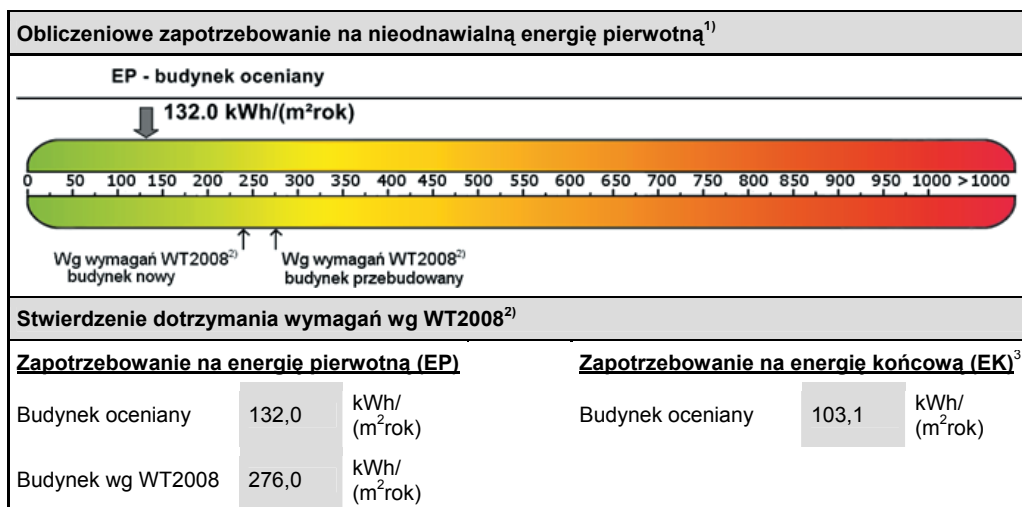 Obliczeniowe zapotrzebowanie na nieodnawialną energię pierwotną1)
EP - budynek oceniany
132.0 kWh/(m²rok)
0 50 100 150 200 250 300 350 400 450 500 550 600 650 700 750 800 850 900 950 1000 >1000
Wg wymagań WT20082) budynek nowy
Wg wymagań WT20082) budynek przebudowany
Stwierdzenie dotrzymania wymagań wg WT20082)
Zapotrzebowanie na energię pierwotną (EP) Zapotrzebowanie na energię końcową (EK)3
Budynek oceniany 132,0 kWh/(m2rok) Budynek oceniany 103,1 kWh/(m2rok)
Budynek wg WT2008 276,0 kWh/(m2rok)